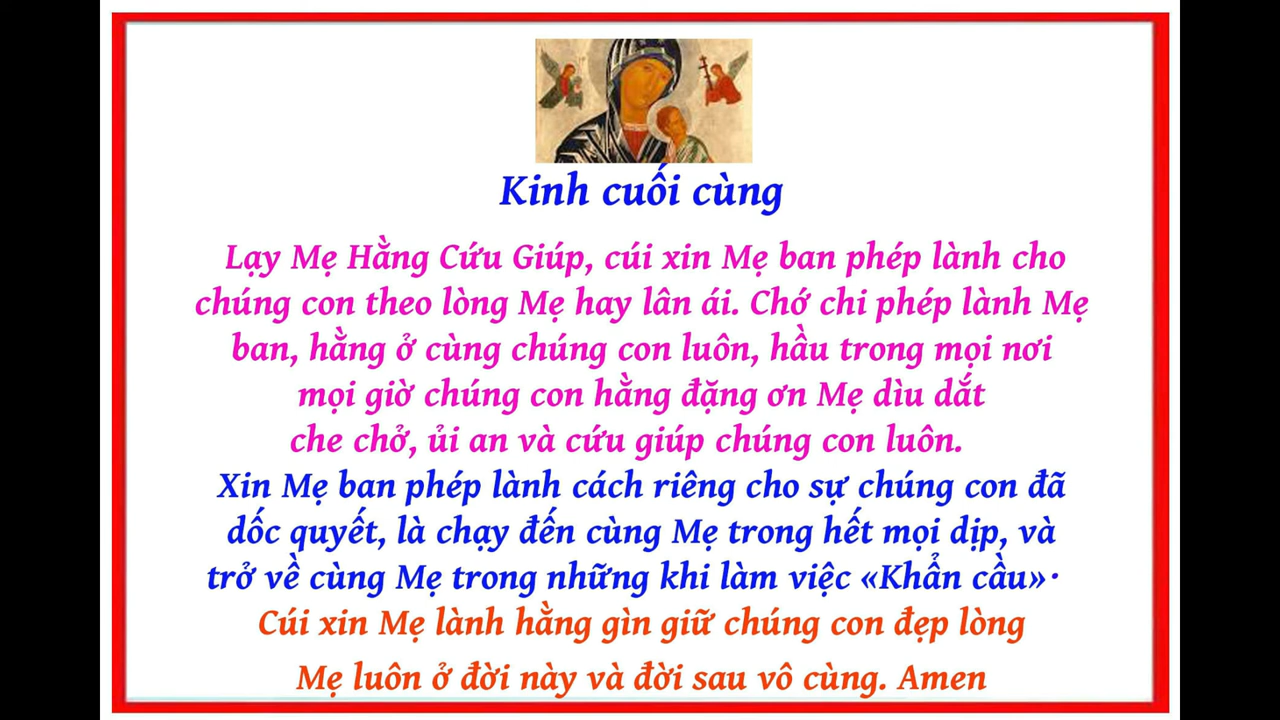 Kinh cuối cùng
Lạy Mẹ Hằng Cứu Giúp, cúi xin Mẹ ban phép lành cho
chúng con theo lòng Mẹ hay lân ái. Chớ chi phép lành Mẹ
ban, hằng ở cùng chúng con luôn, hầu trong mọi nơi
mọi giờ chúng con hằng đặng ơn Mẹ dìu dắt
che chở, ủi an và cứu giúp chúng con luôn.
Xin Mẹ ban phép lành cách riêng cho sự chúng con đã
dốc quyết, là chạy đến cùng Mẹ trong hết mọi dịp, và
trở về cùng Mẹ trong những khi làm việc «Khẩn cầu»·
Cúi xin Mẹ lành hằng gìn giữ chúng con đẹp lòng
Mẹ luôn ở đời này và đời sau vô cùng. Amen